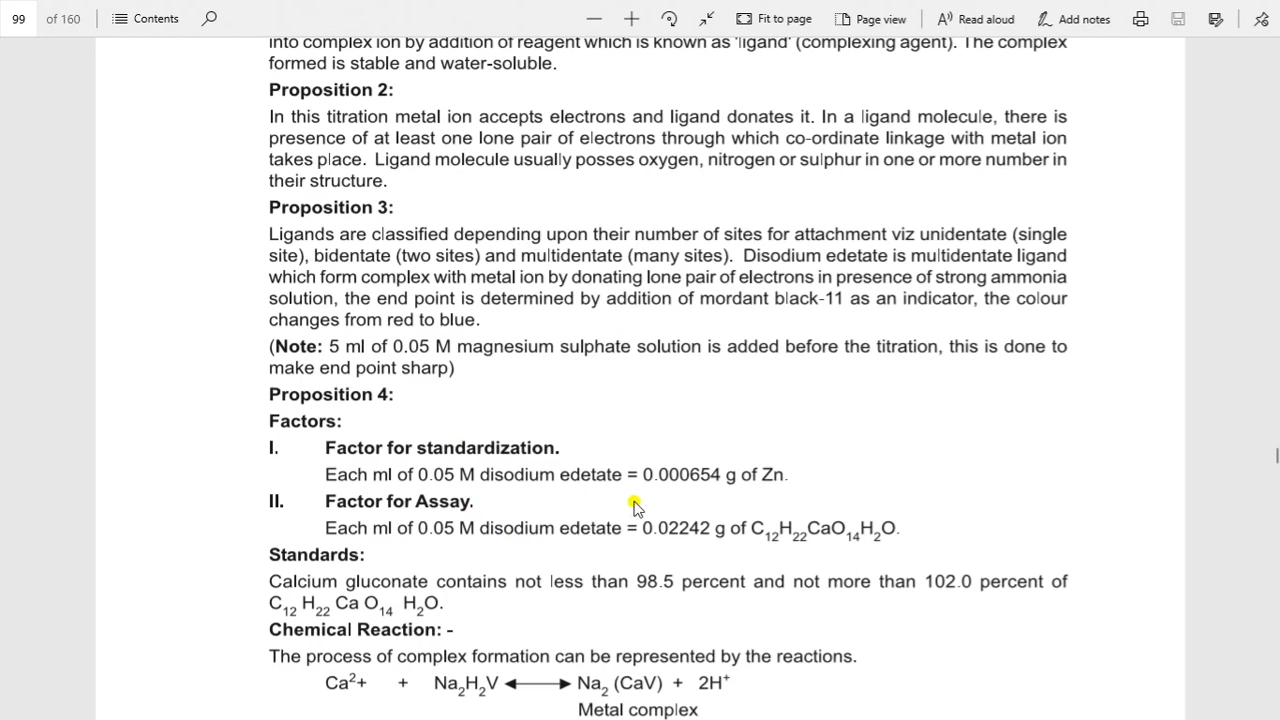 99 of 160 Contents Fit to page Page view Read aloud Add notes
into complex ion by addition of reagent which is known as 'ligand' (complexing agent). The complex
formed is stable and water-soluble.
Proposition 2:
In this titration metal ion accepts electrons and ligand donates it. In a ligand molecule, there is
presence of at least one lone pair of electrons through which co-ordinate linkage with metal ion
takes place. Ligand molecule usually posses oxygen, nitrogen or sulphur in one or more number in
their structure.
Proposition 3:
Ligands are classified depending upon their number of sites for attachment viz unidentate (single
site), bidentate (two sites) and multidentate (many sites). Disodium edetate is multidentate ligand
which form complex with metal ion by donating lone pair of electrons in presence of strong ammonia
solution, the end point is determined by addition of mordant black-11 as an indicator, the colour
changes from red to blue.
(Note: 5 ml of 0.05 M magnesium sulphate solution is added before the titration, this is done to
make end point sharp)
Proposition 4:
Factors:
I. Factor for standardization.
Each ml of 0.05 M disodium edetate = 0.000654 g of Zn.
II. Factor for Assay.
Each ml of 0.05 M disodium edetate = 0.02242 g of C₁₂H₂₂CaO₁₄H₂O.
Standards:
Calcium gluconate contains not less than 98.5 percent and not more than 102.0 percent of
C₁₂ H₂₂ Ca O₁₄ H₂O.
Chemical Reaction: -
The process of complex formation can be represented by the reactions.
Ca²+ + Na₂H₂V ⟷ Na₂ (CaV) + 2H⁺
Metal complex